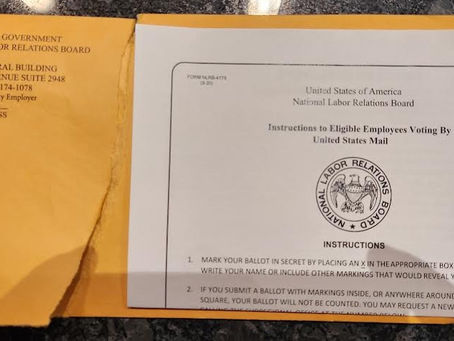 GOVERNMENT
BOR RELATIONS BOARD
RAL BUILDING
ENUE SUITE 2948
174-1078
ty Employer
SS
FORM NLRB-4175
United States of America
National Labor Relations Board
Instructions to Eligible Employees Voting By
United States Mail
NATIONAL LABOR RELATIONS BOARD
INSTRUCTIONS
1. MARK YOUR BALLOT IN SECRET BY PLACING AN X IN THE APPROPRIATE BOX
WRITE YOUR NAME OR INCLUDE OTHER MARKINGS THAT WOULD REVEAL Y
2. IF YOU SUBMIT A BALLOT WITH MARKINGS INSIDE, OR ANYWHERE AROUND
SQUARE, YOUR BALLOT WILL NOT BE COUNTED. YOU MAY REQUEST A NEW